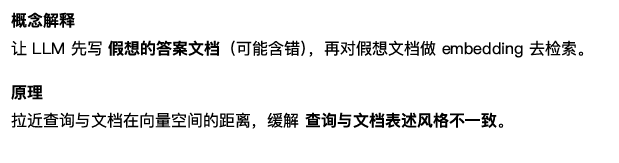 概念解释
让 LLM 先写 假想的答案文档（可能含错），再对假想文档做 embedding 去检索。
原理
拉近查询与文档在向量空间的距离，缓解 查询与文档表述风格不一致。